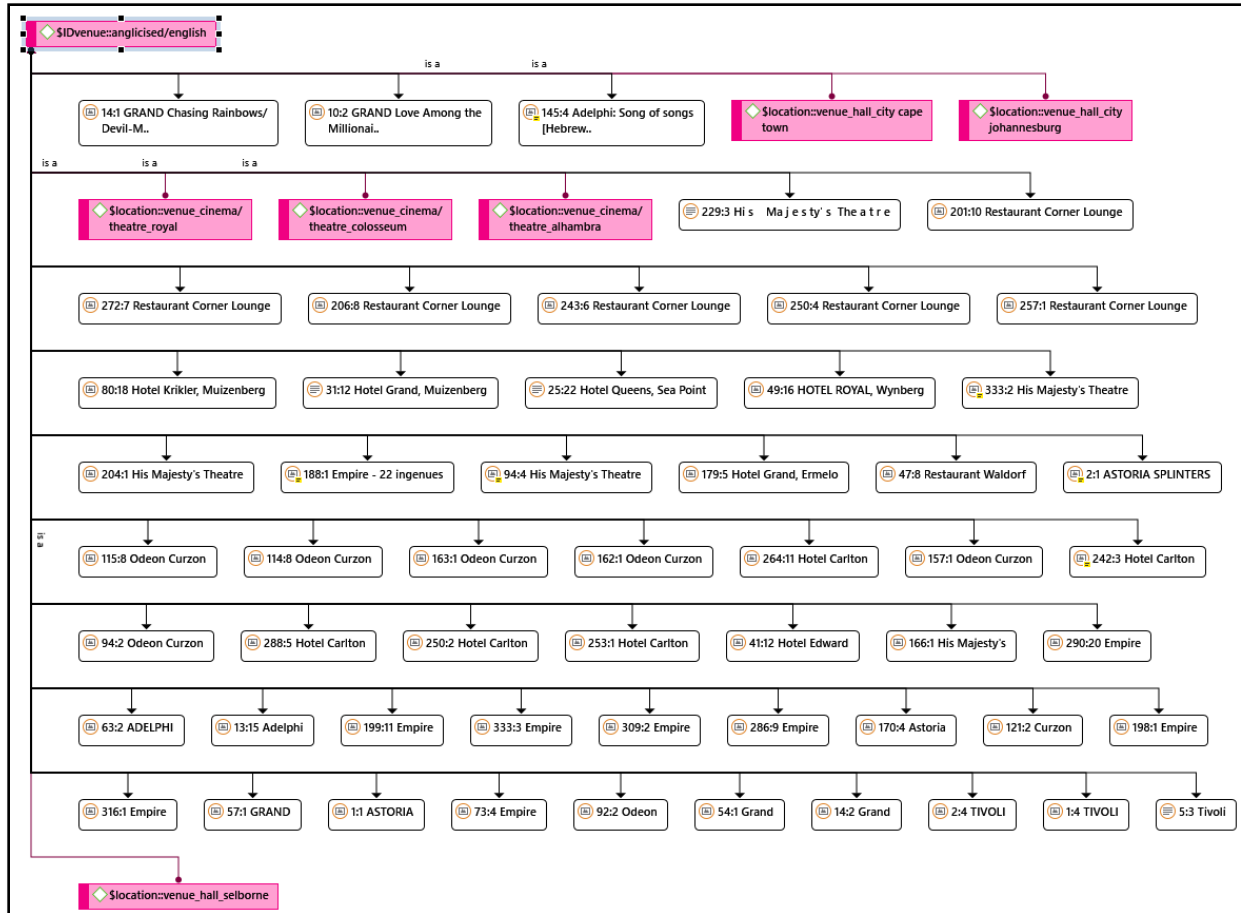 $IDvenue::anglicised/english
is a
is a
14:1 GRAND Chasing Rainbows/
Devil-M..
10:2 GRAND Love Among the
Millionai..
145:4 Adelphi: Song of songs
[Hebrew..
$location::venue_hall_city cape
town
$location::venue_hall_city
johannesburg
is a
is a
is a
$location::venue_cinema/
theatre_royal
$location::venue_cinema/
theatre_colosseum
$location::venue_cinema/
theatre_alhambra
229:3 H i s M a j e s t y ' s T h e a t r e
201:10 Restaurant Corner Lounge
272:7 Restaurant Corner Lounge
206:8 Restaurant Corner Lounge
243:6 Restaurant Corner Lounge
250:4 Restaurant Corner Lounge
257:1 Restaurant Corner Lounge
80:18 Hotel Krikler, Muizenberg
31:12 Hotel Grand, Muizenberg
25:22 Hotel Queens, Sea Point
49:16 HOTEL ROYAL, Wynberg
333:2 His Majesty's Theatre
204:1 His Majesty's Theatre
188:1 Empire - 22 ingenues
94:4 His Majesty's Theatre
179:5 Hotel Grand, Ermelo
47:8 Restaurant Waldorf
2:1 ASTORIA SPLINTERS
is a
115:8 Odeon Curzon
114:8 Odeon Curzon
163:1 Odeon Curzon
162:1 Odeon Curzon
264:11 Hotel Carlton
157:1 Odeon Curzon
242:3 Hotel Carlton
94:2 Odeon Curzon
288:5 Hotel Carlton
250:2 Hotel Carlton
253:1 Hotel Carlton
41:12 Hotel Edward
166:1 His Majesty's
290:20 Empire
63:2 ADELPHI
13:15 Adelphi
199:11 Empire
333:3 Empire
309:2 Empire
286:9 Empire
170:4 Astoria
121:2 Curzon
198:1 Empire
316:1 Empire
57:1 GRAND
1:1 ASTORIA
73:4 Empire
92:2 Odeon
54:1 Grand
14:2 Grand
2:4 TIVOLI
1:4 TIVOLI
5:3 Tivoli
$location::venue_hall_selborne